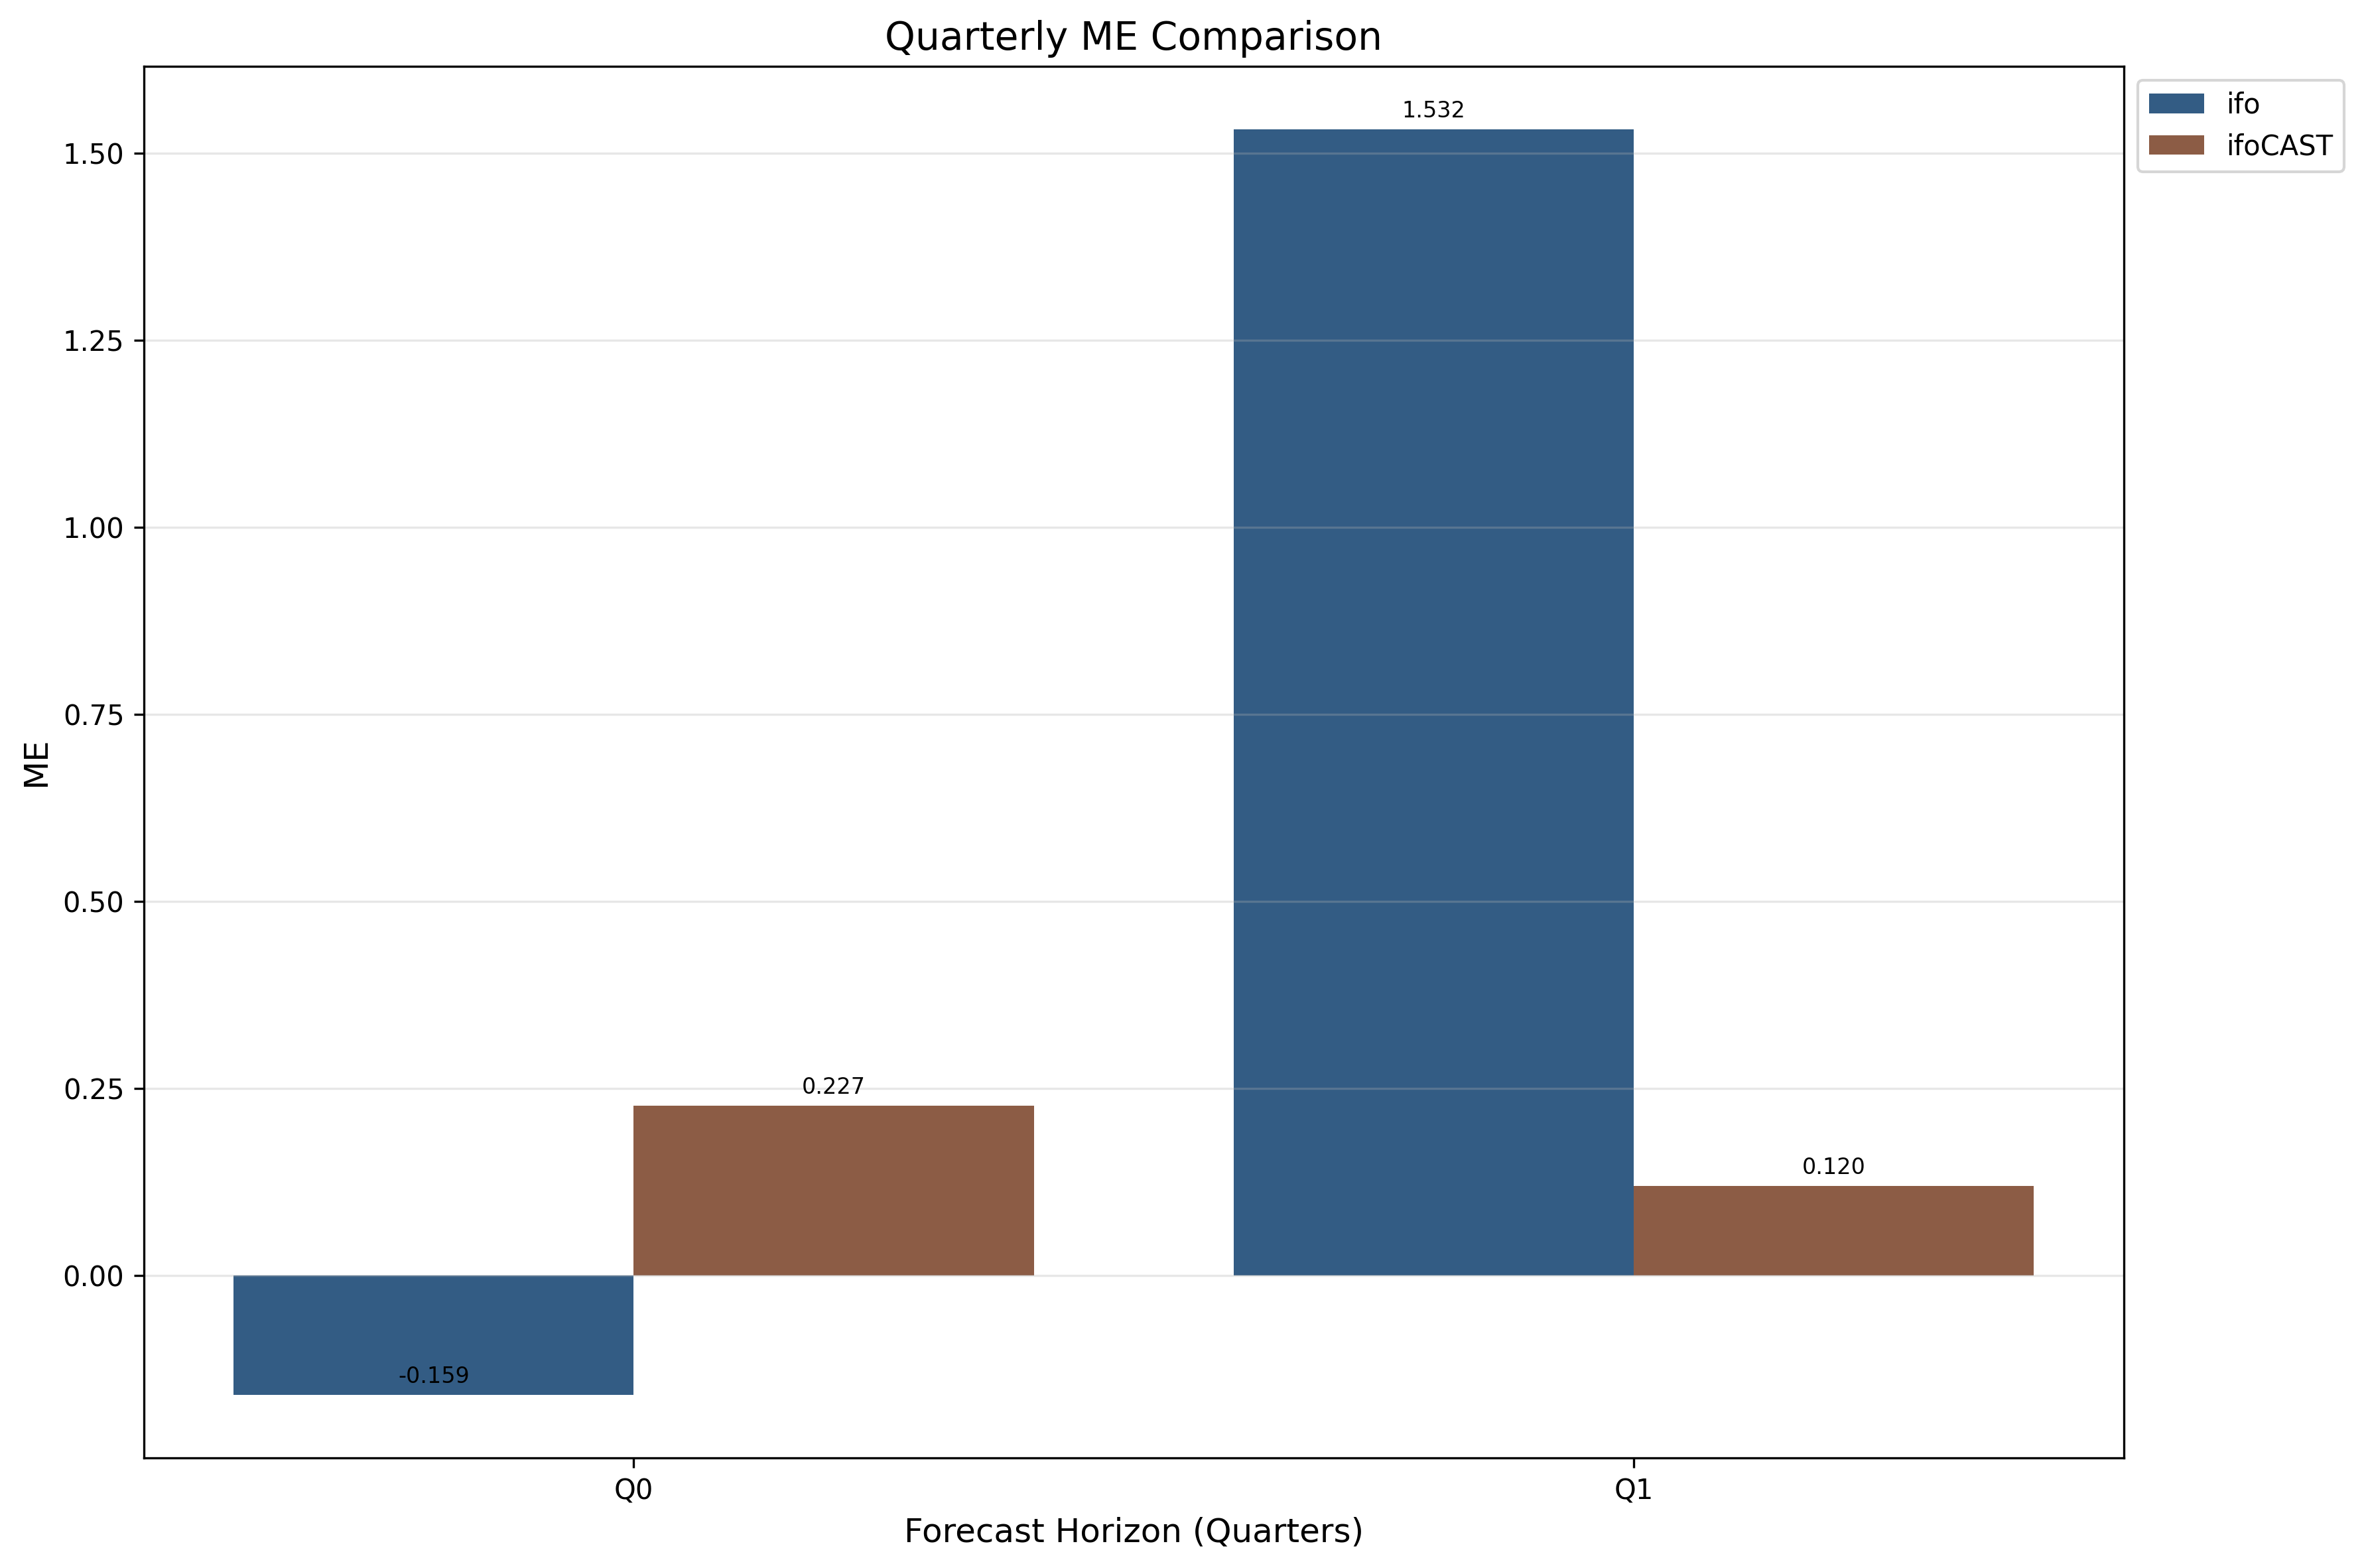 Quarterly ME Comparison
ifo
ifoCAST
1.532
1.50
1.25
1.00
0.75
ME
0.50
0.25
0.227
0.120
0.00
-0.159
Q0
Q1
Forecast Horizon (Quarters)